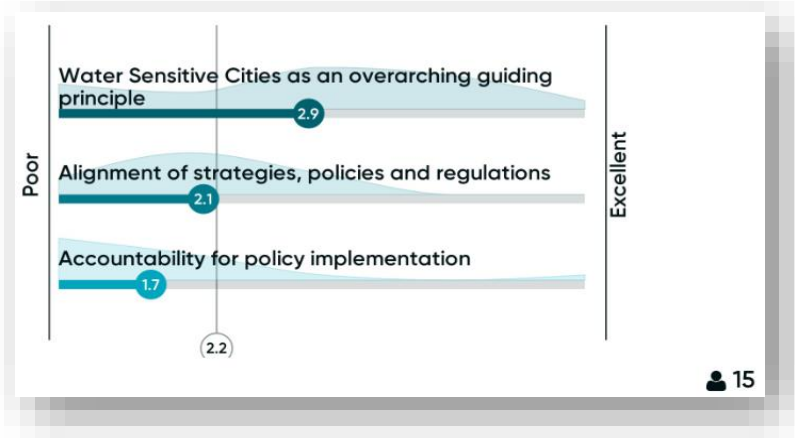 Water Sensitive Cities as an overarching guiding
principle
2.9
Poor
Alignment of strategies, policies and regulations
2.1
Excellent
Accountability for policy implementation
1.7
2.2
15